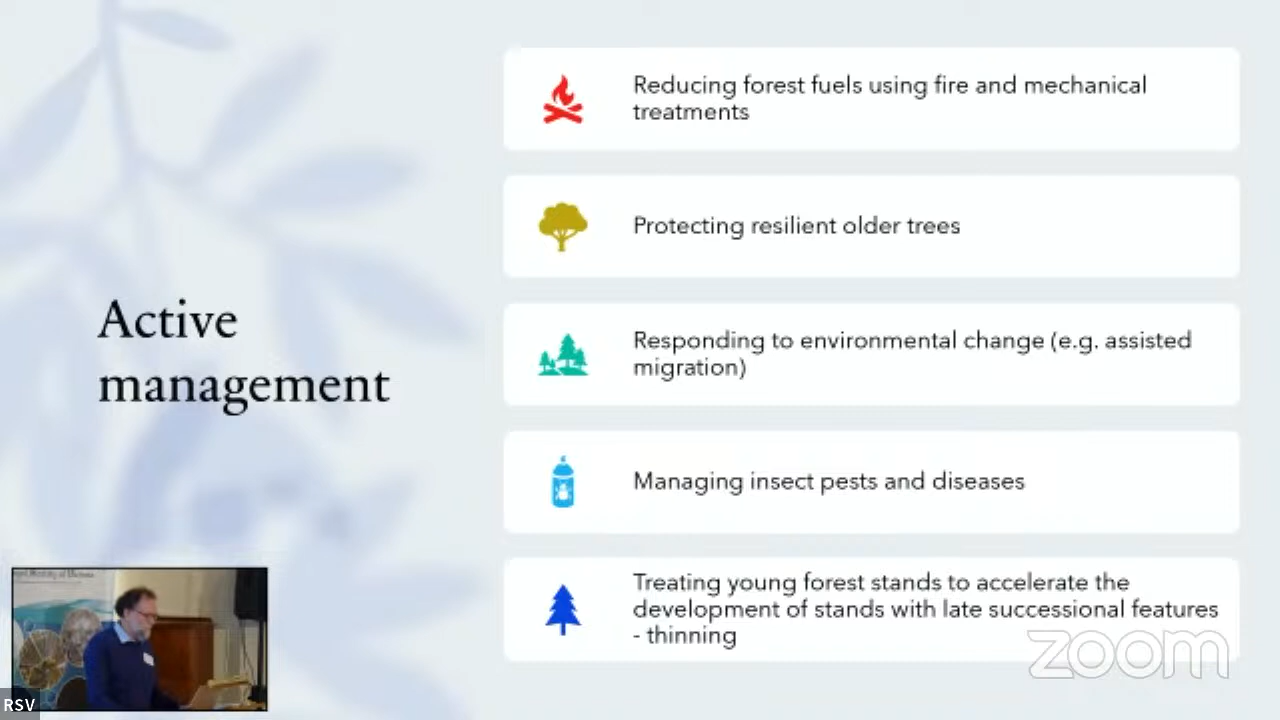 Active
management
Reducing forest fuels using fire and mechanical
treatments
Protecting resilient older trees
Responding to environmental change (e.g. assisted
migration)
Managing insect pests and diseases
Treating young forest stands to accelerate the
development of stands with late successional features
- thinning
zoom
RSV